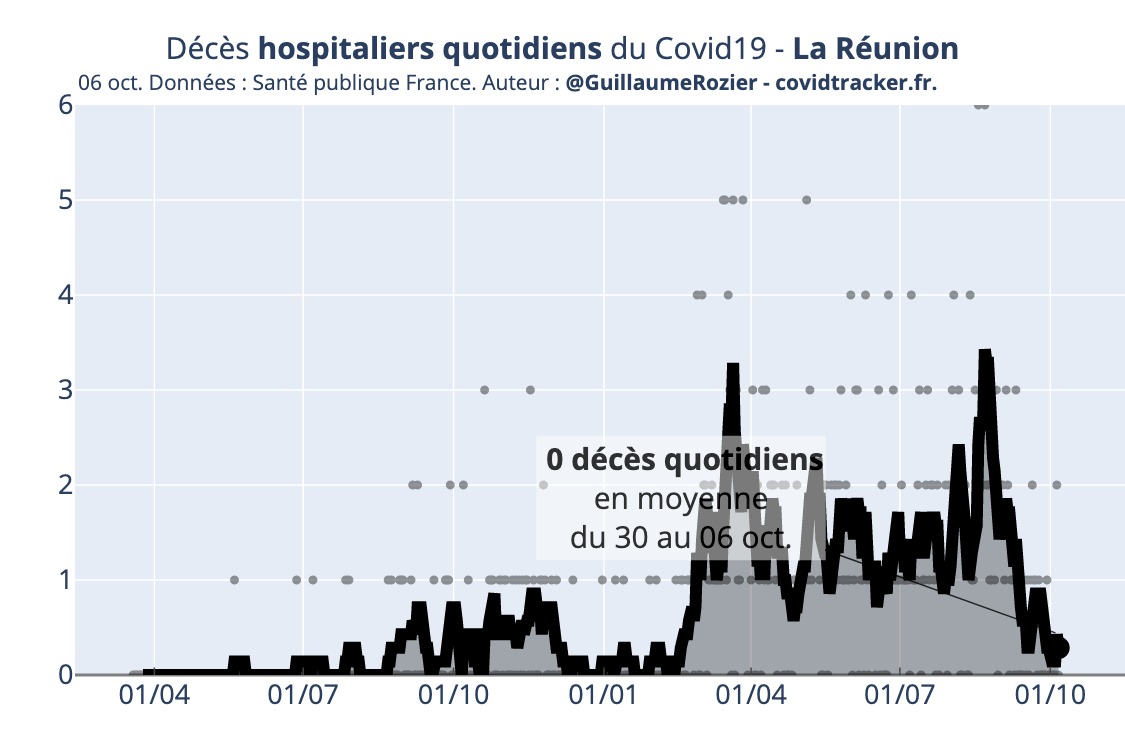 Décès hospitaliers quotidiens du Covid19 - La Réunion
06 oct. Données : Santé publique France. Auteur : @GuillaumeRozier - covidtracker.fr.
6
5
4
3
2
1
0
0 décès quotidiens
en moyenne
du 30 au 06 oct.
01/04 01/07 01/10 01/01 01/04 01/07 01/10